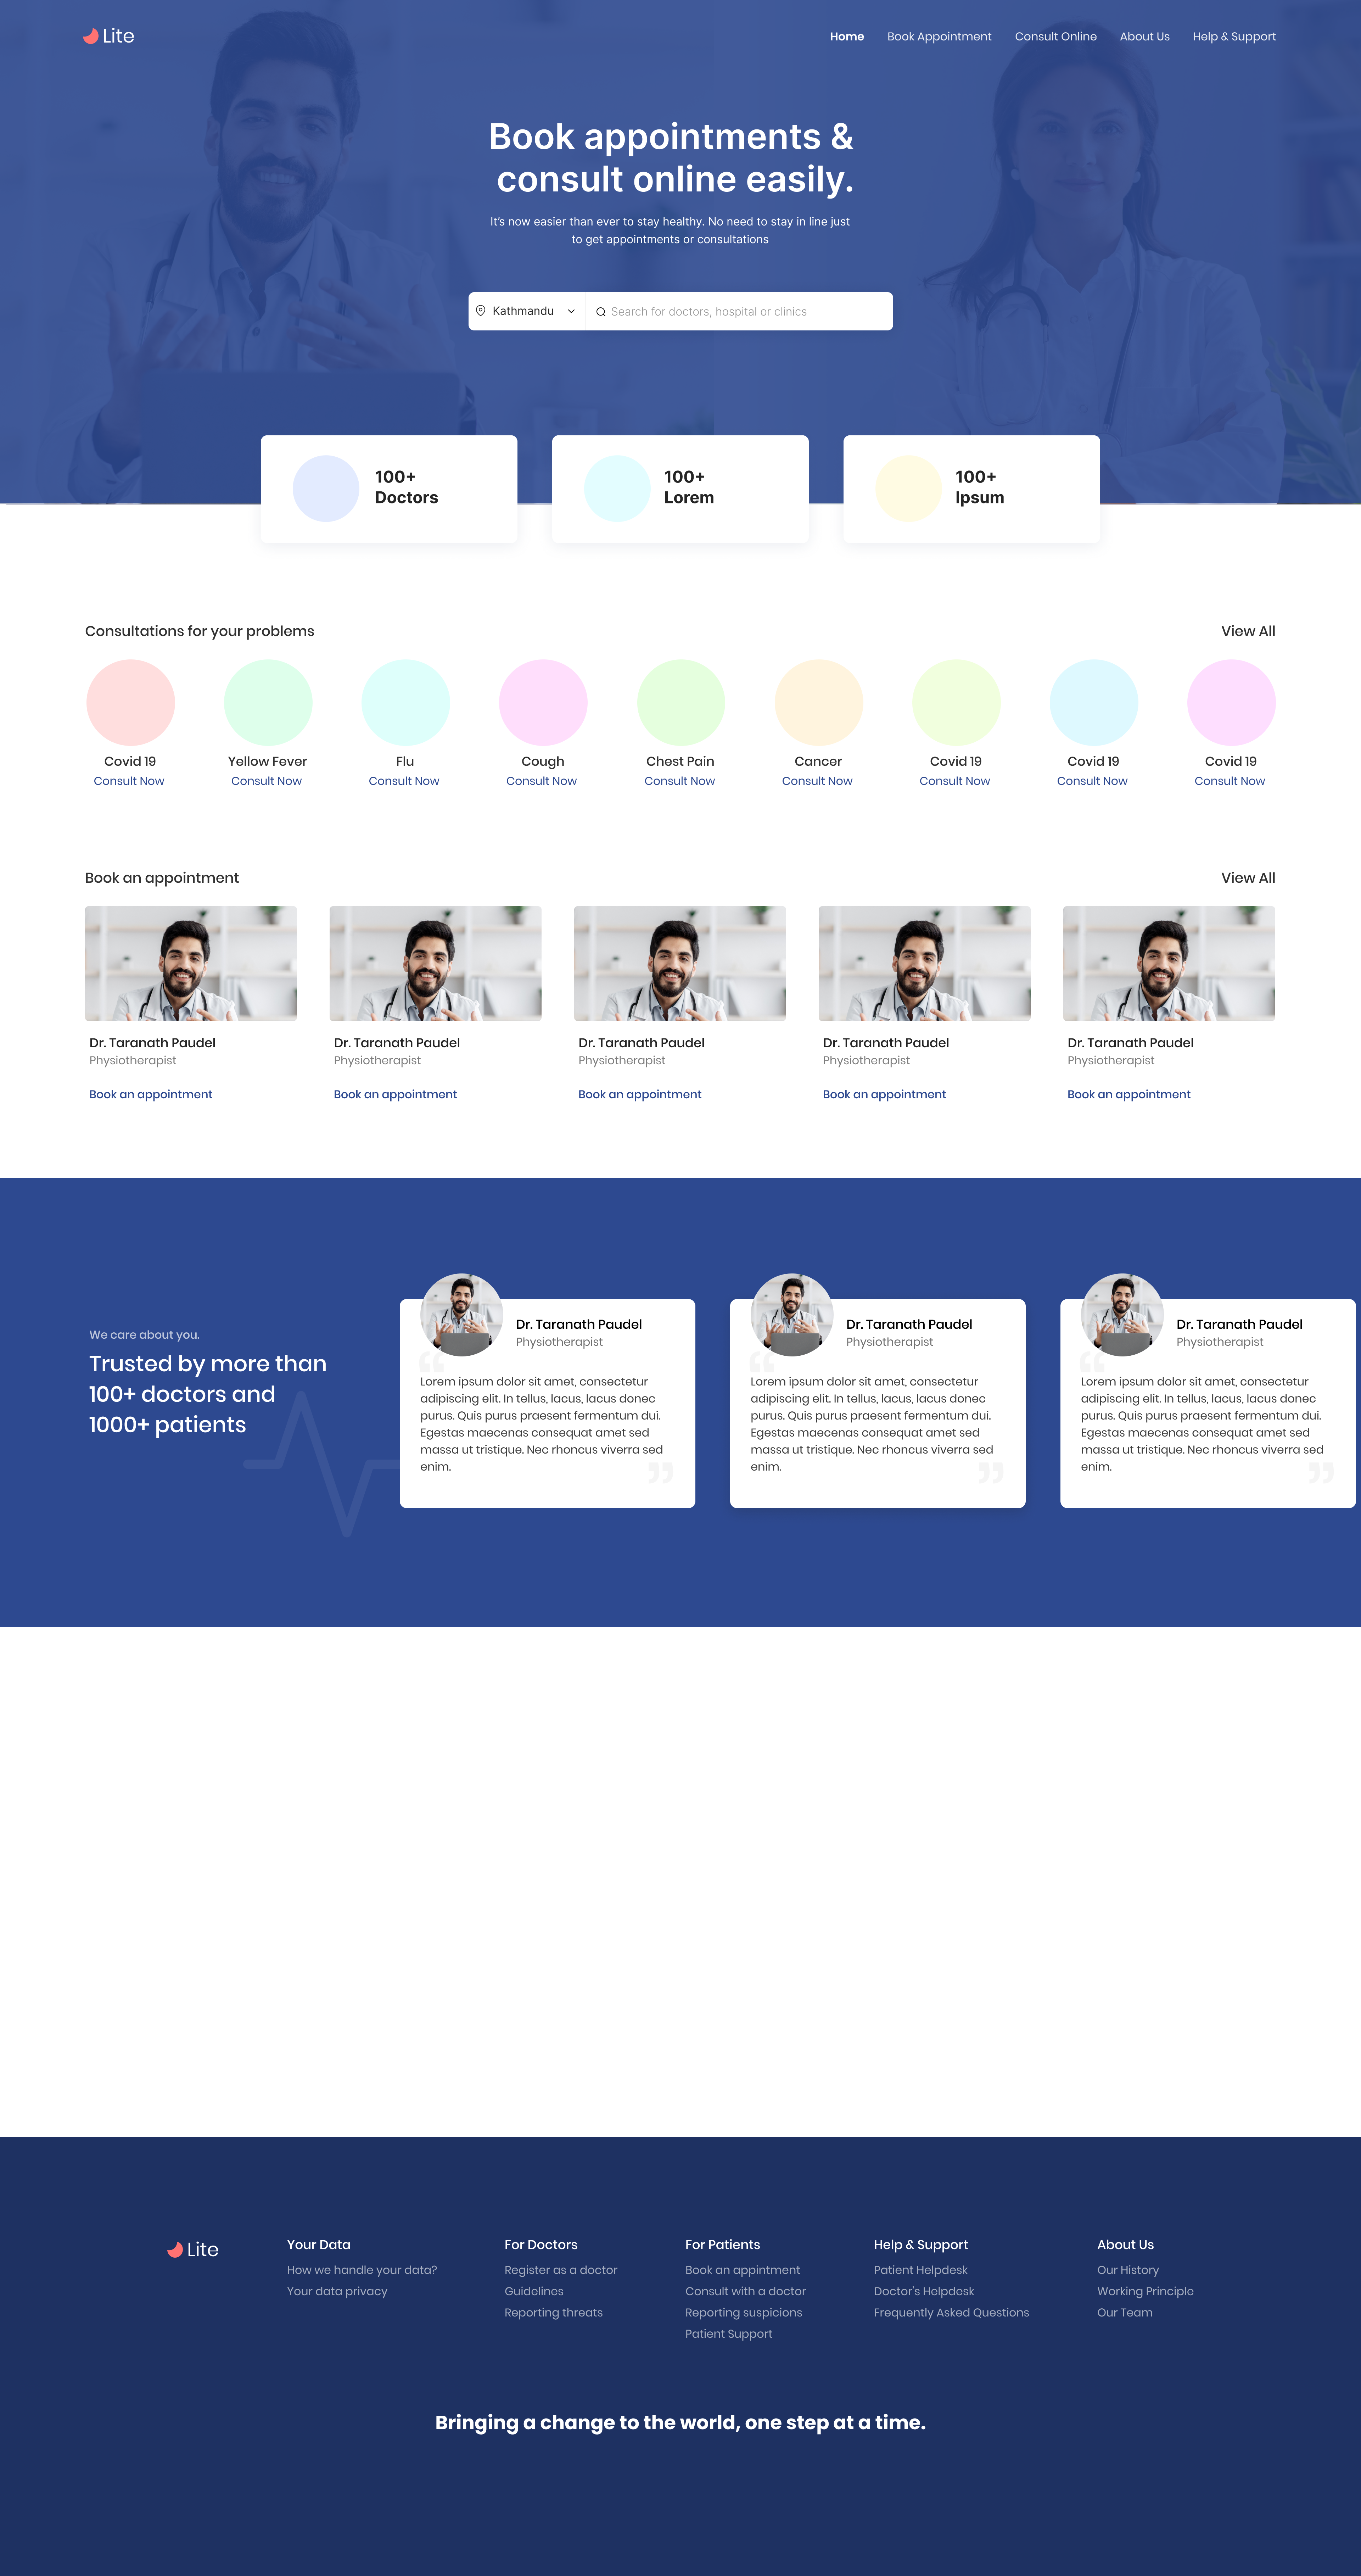 Lite
Home Book Appointment Consult Online About Us Help & Support
Book appointments &
consult online easily.
It's now easier than ever to stay healthy. No need to stay in line just
to get appointments or consultations
Kathmandu Search for doctors, hospital or clinics
100+
Doctors
100+
Lorem
100+
Ipsum
Consultations for your problems View All
Covid 19 Yellow Fever Flu Cough Chest Pain Cancer Covid 19 Covid 19 Covid 19
Consult Now Consult Now Consult Now Consult Now Consult Now Consult Now Consult Now Consult Now Consult Now
Book an appointment View All
Dr. Taranath Paudel Dr. Taranath Paudel Dr. Taranath Paudel Dr. Taranath Paudel Dr. Taranath Paudel
Physiotherapist Physiotherapist Physiotherapist Physiotherapist Physiotherapist
Book an appointment Book an appointment Book an appointment Book an appointment Book an appointment
We care about you.
Trusted by more than
100+ doctors and
1000+ patients
Dr. Taranath Paudel
Physiotherapist
Lorem ipsum dolor sit amet, consectetur
adipiscing elit. In tellus, lacus, lacus donec
purus. Quis purus praesent fermentum dui.
Egestas maecenas consequat amet sed
massa ut tristique. Nec rhoncus viverra sed
enim.
Dr. Taranath Paudel
Physiotherapist
Lorem ipsum dolor sit amet, consectetur
adipiscing elit. In tellus, lacus, lacus donec
purus. Quis purus praesent fermentum dui.
Egestas maecenas consequat amet sed
massa ut tristique. Nec rhoncus viverra sed
enim.
Dr. Taranath Paudel
Physiotherapist
Lorem ipsum dolor sit amet, consectetur
adipiscing elit. In tellus, lacus, lacus donec
purus. Quis purus praesent fermentum dui.
Egestas maecenas consequat amet sed
massa ut tristique. Nec rhoncus viverra sed
enim.
Lite
Your Data
How we handle your data?
Your data privacy
For Doctors
Register as a doctor
Guidelines
Reporting threats
For Patients
Book an appintment
Consult with a doctor
Reporting suspicions
Patient Support
Help & Support
Patient Helpdesk
Doctor's Helpdesk
Frequently Asked Questions
About Us
Our History
Working Principle
Our Team
Bringing a change to the world, one step at a time.